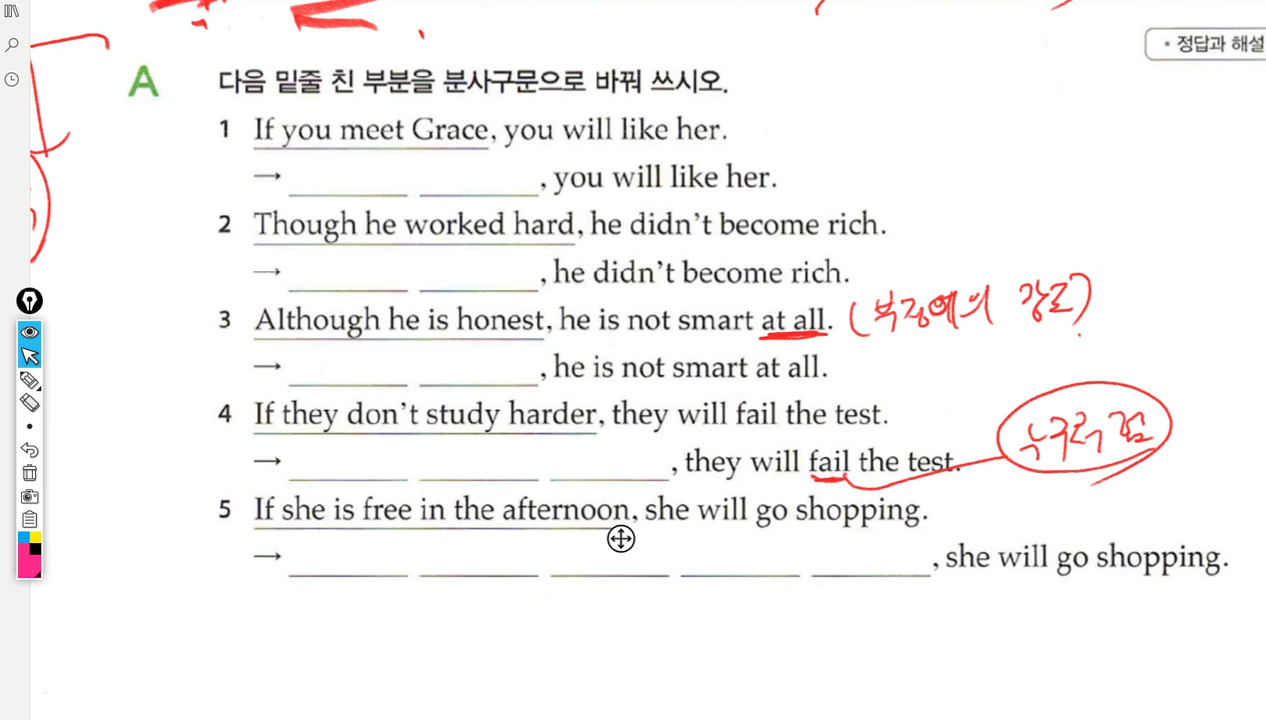 • 정답과 해설
A 다음 밑줄 친 부분을 분사구문으로 바꿔 쓰시오.
1 If you meet Grace, you will like her.
→ ________ ________, you will like her.
2 Though he worked hard, he didn't become rich.
→ ________ ________, he didn't become rich.
3 Although he is honest, he is not smart at all. (부정에의 강조)
→ ________ ________, he is not smart at all.
4 If they don't study harder, they will fail the test.
→ ________ ________ ________, they will fail the test.
5 If she is free in the afternoon, she will go shopping.
→ ________ ________ ________ ________ ________, she will go shopping.